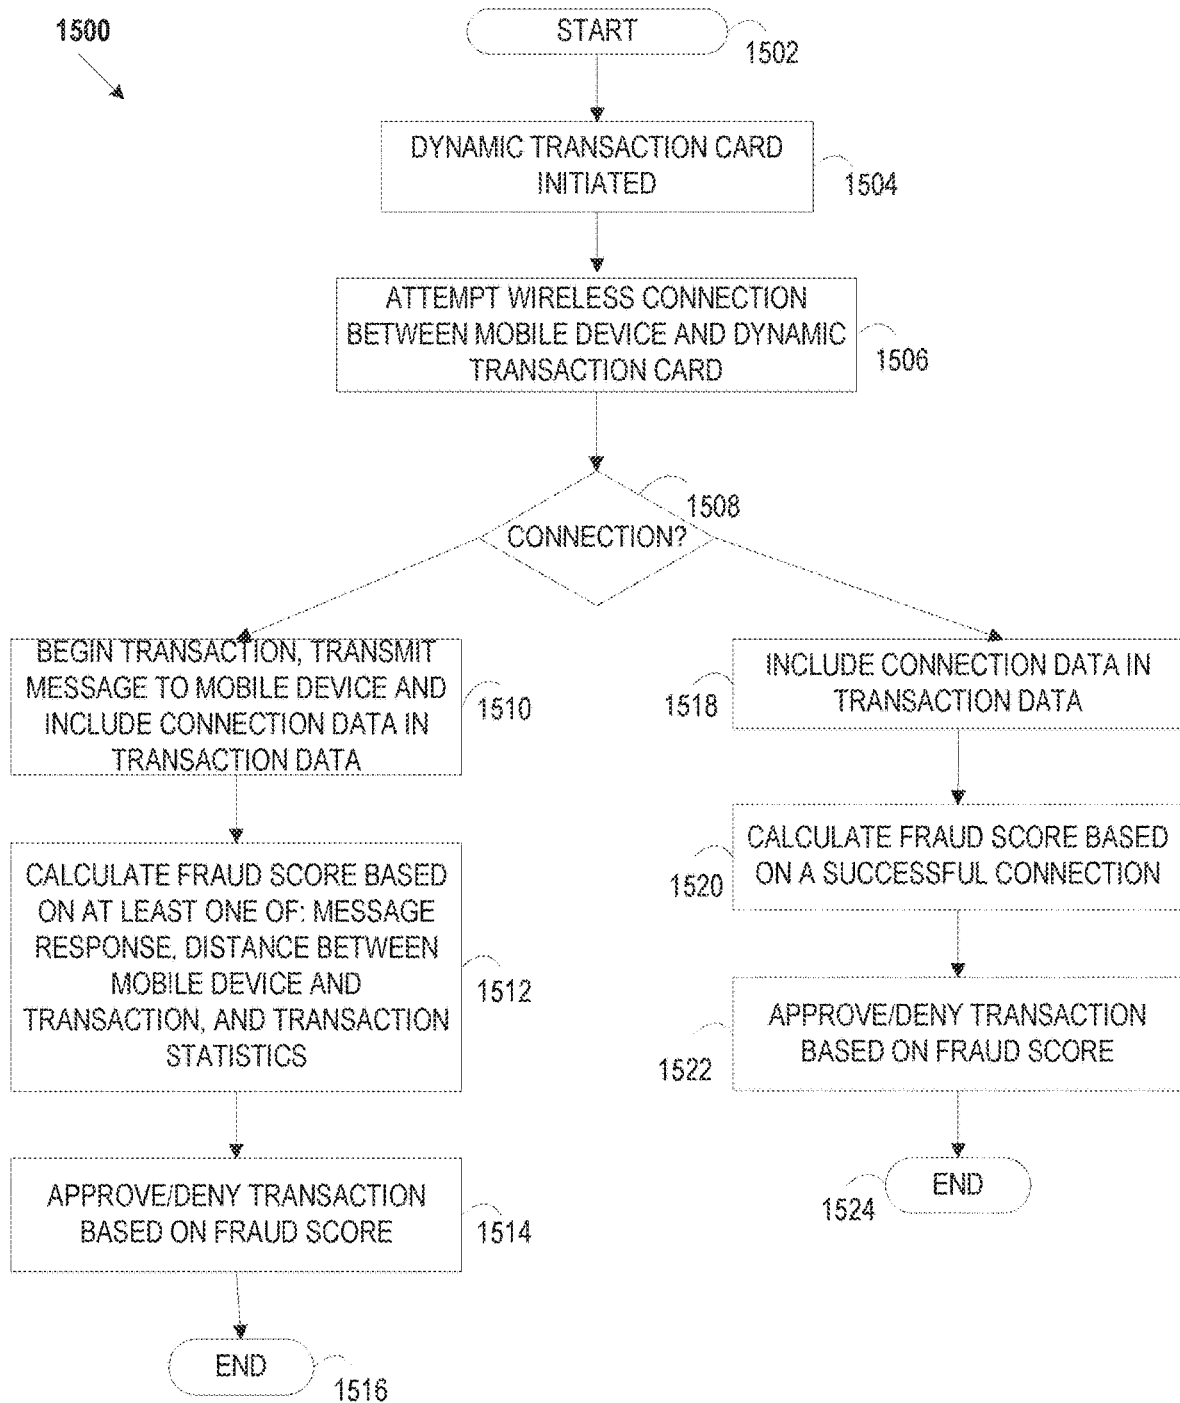 1500
START
1502
DYNAMIC TRANSACTION CARD
INITIATED
1504
ATTEMPT WIRELESS CONNECTION
BETWEEN MOBILE DEVICE AND DYNAMIC
TRANSACTION CARD
1506
1508
CONNECTION?
BEGIN TRANSACTION, TRANSMIT
MESSAGE TO MOBILE DEVICE AND
INCLUDE CONNECTION DATA IN
TRANSACTION DATA
1510
CALCULATE FRAUD SCORE BASED
ON AT LEAST ONE OF: MESSAGE
RESPONSE, DISTANCE BETWEEN
MOBILE DEVICE AND
TRANSACTION, AND TRANSACTION
STATISTICS
1512
APPROVE/DENY TRANSACTION
BASED ON FRAUD SCORE
1514
END
1516
INCLUDE CONNECTION DATA IN
TRANSACTION DATA
1518
CALCULATE FRAUD SCORE BASED
ON A SUCCESSFUL CONNECTION
1520
APPROVE/DENY TRANSACTION
BASED ON FRAUD SCORE
1522
END
1524